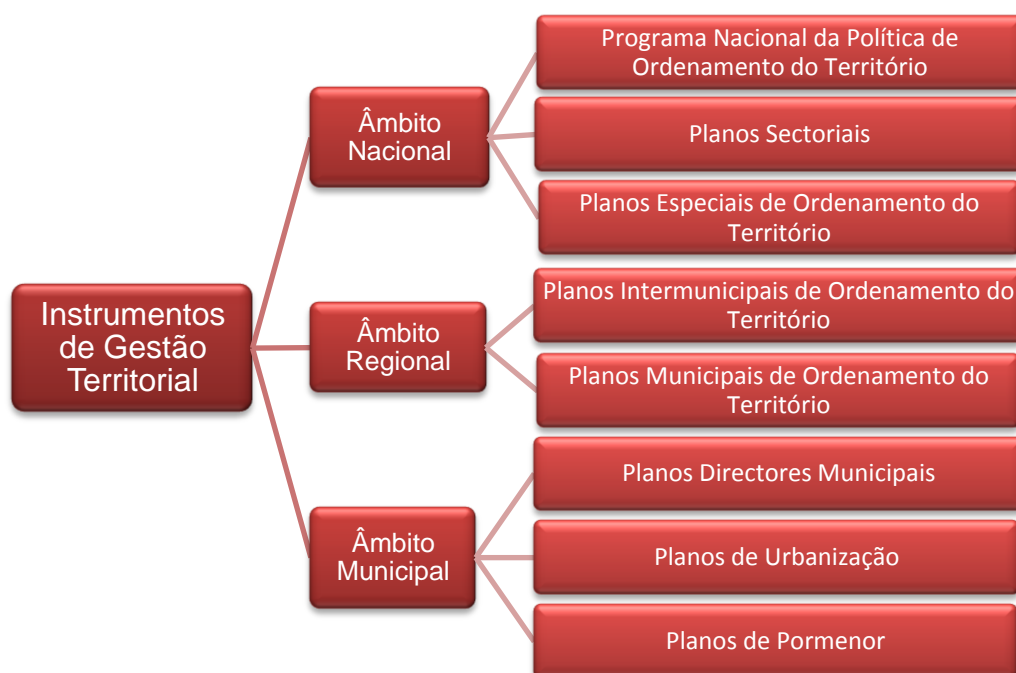 Instrumentos
de Gestão
Territorial
Âmbito
Nacional
Programa Nacional da Política de
Ordenamento do Território
Planos Sectoriais
Planos Especiais de Ordenamento do
Território
Âmbito
Regional
Planos Intermunicipais de Ordenamento do
Território
Planos Municipais de Ordenamento do
Território
Âmbito
Municipal
Planos Directores Municipais
Planos de Urbanização
Planos de Pormenor